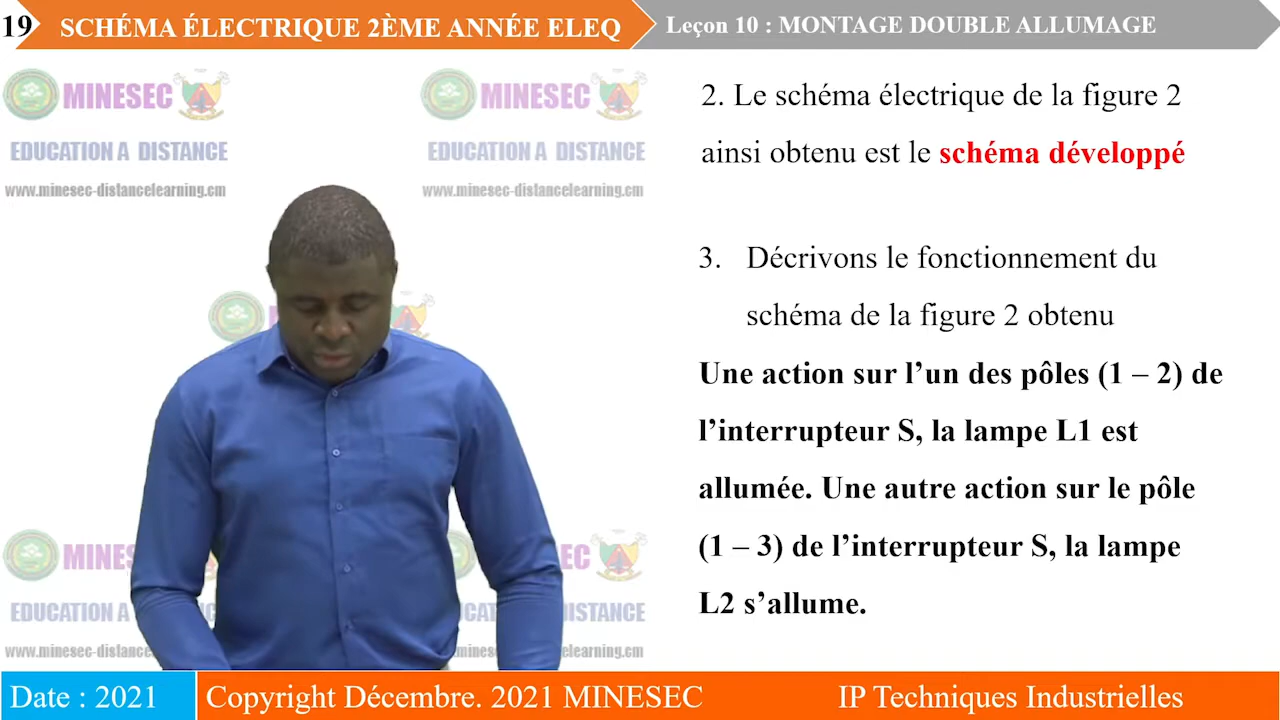 19
SCHÉMA ÉLECTRIQUE 2ÈME ANNÉE ELEQ
Leçon 10 : MONTAGE DOUBLE ALLUMAGE
MINESEC
EDUCATION A DISTANCE
www.minesec-distancelearning.cm
MINESEC
EDUCATION A DISTANCE
www.minesec-distancelearning.cm
2. Le schéma électrique de la figure 2
ainsi obtenu est le schéma développé
3. Décrivons le fonctionnement du
schéma de la figure 2 obtenu
Une action sur l’un des pôles (1 – 2) de
l’interrupteur S, la lampe L1 est
allumée. Une autre action sur le pôle
(1 – 3) de l’interrupteur S, la lampe
L2 s’allume.
Date : 2021
Copyright Décembre. 2021 MINESEC
IP Techniques Industrielles